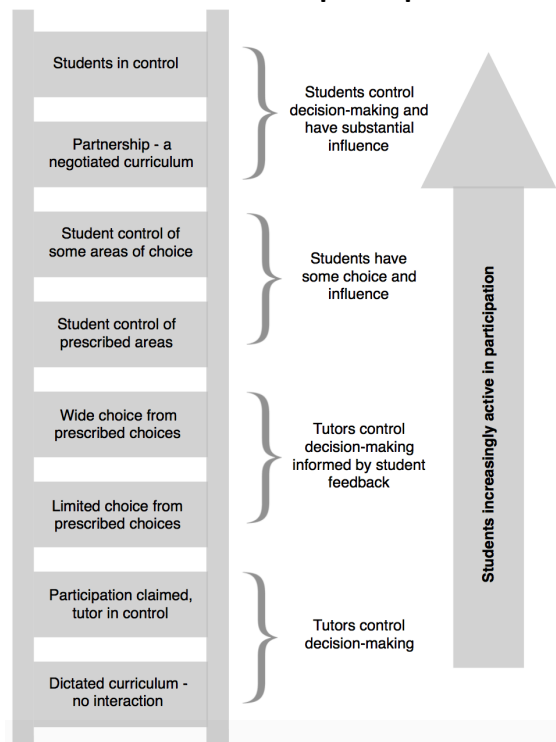 Students in control
Partnership - a
negotiated curriculum
Students control
decision-making and
have substantial
influence
Student control of
some areas of choice
Student control of
prescribed areas
Students have
some choice and
influence
Wide choice from
prescribed choices
Limited choice from
prescribed choices
Tutors control
decision-making
informed by student
feedback
Participation claimed,
tutor in control
Dictated curriculum -
no interaction
Tutors control
decision-making
Students increasingly active in participation